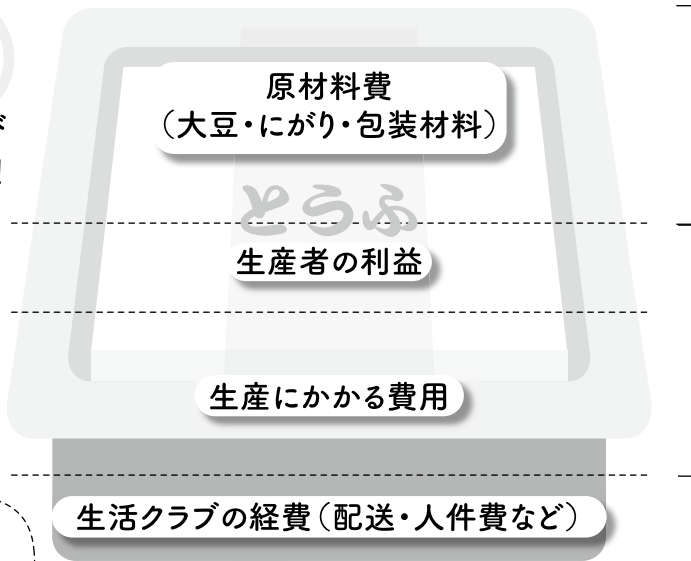 原材料費
（大豆・にがり・包装材料）
とうふ
生産者の利益
生産にかかる費用
生活クラブの経費（配送・人件費など）